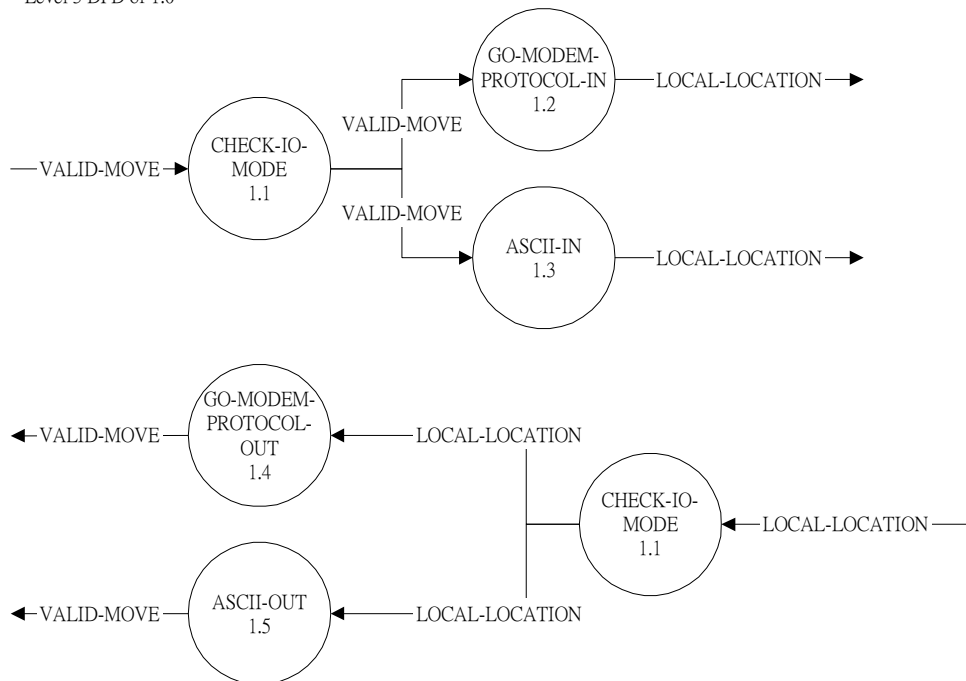 Level 3 DFD of 1.0
GO-MODEM-
PROTOCOL-IN
1.2
LOCAL-LOCATION
VALID-MOVE
VALID-MOVE
CHECK-IO-
MODE
1.1
VALID-MOVE
ASCII-IN
1.3
LOCAL-LOCATION
VALID-MOVE
GO-MODEM-
PROTOCOL-
OUT
1.4
LOCAL-LOCATION
CHECK-IO-
MODE
1.1
LOCAL-LOCATION
VALID-MOVE
ASCII-OUT
1.5
LOCAL-LOCATION